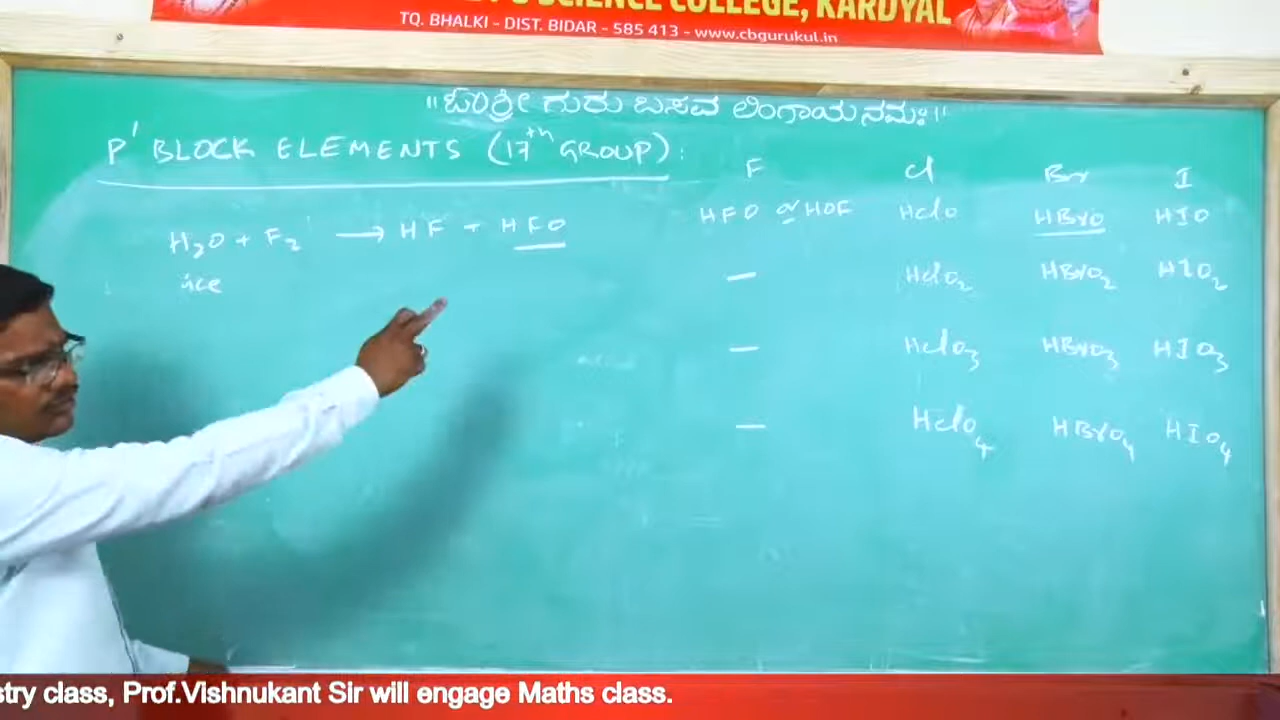 SCIENCE COLLEGE, KARDYAL
TQ. BHALKI - DIST. BIDAR - 585 413 - www.cbgurukul.in
"ಓಂ ಶ್ರೀ ಗುರು ಬಸವ ಲಿಂಗಾಯ ನಮಃ"
P' BLOCK ELEMENTS (17th GROUP):
H2O + F2 → HF + HFO
ice
F Cl Br I
HFO or HOF HClO HBrO HIO
— HClO2 HBrO2 HIO2
— HClO3 HBrO3 HIO3
— HClO4 HBrO4 HIO4
stry class, Prof.Vishnukant Sir will engage Maths class.